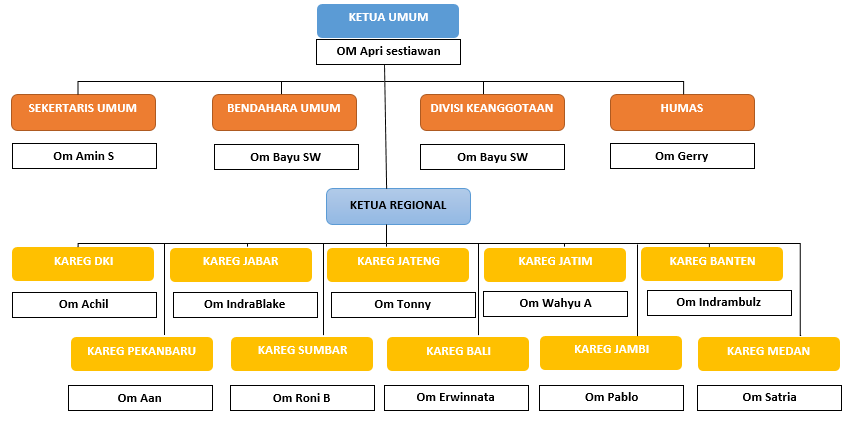 KETUA UMUM
OM Apri sestiawan
SEKERTARIS UMUM
BENDAHARA UMUM
DIVISI KEANGGOTAAN
HUMAS
Om Amin S
Om Bayu SW
Om Bayu SW
Om Gerry
KETUA REGIONAL
KAREG DKI
KAREG JABAR
KAREG JATENG
KAREG JATIM
KAREG BANTEN
Om Achil
Om IndraBlake
Om Tonny
Om Wahyu A
Om Indrambulz
KAREG PEKANBARU
KAREG SUMBAR
KAREG BALI
KAREG JAMBI
KAREG MEDAN
Om Aan
Om Roni B
Om Erwinnata
Om Pablo
Om Satria